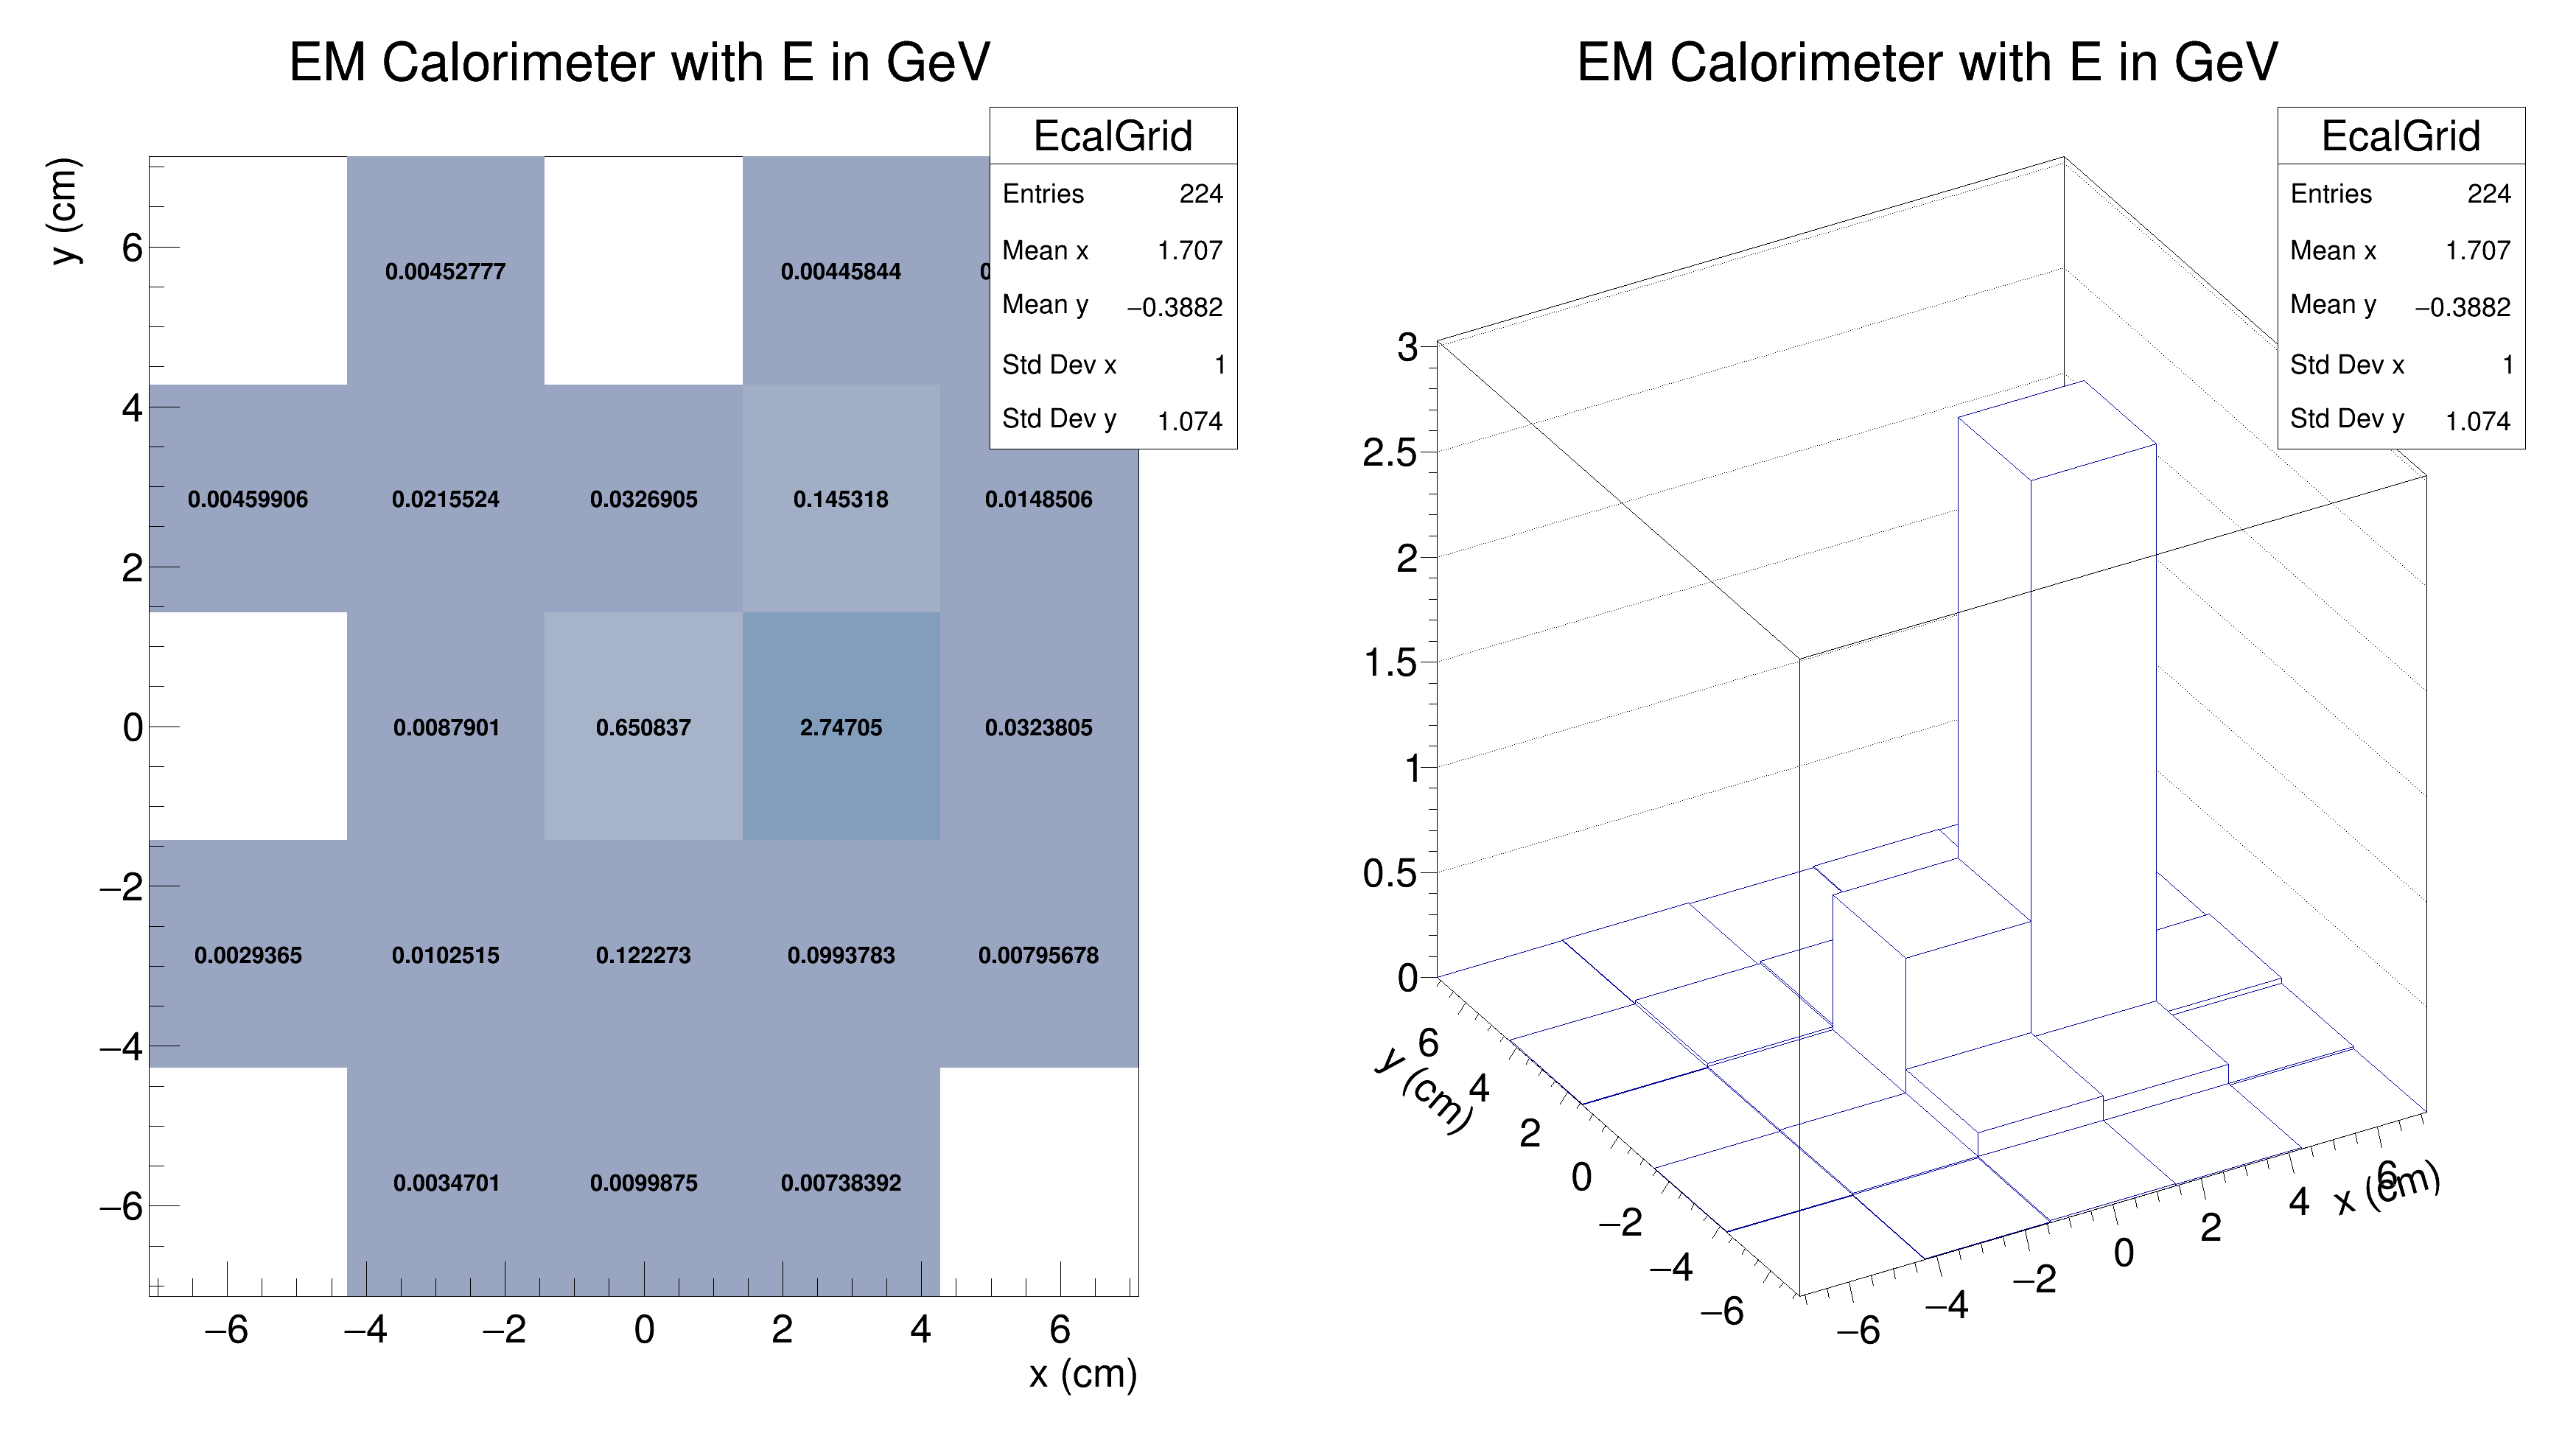 EM Calorimeter with E in GeV
y (cm)
EcalGrid
Entries 224
Mean x 1.707
Mean y −0.3882
Std Dev x 1
Std Dev y 1.074
6
4
2
0
−2
−4
−6
0.00452777 0.00445844
0.00459906 0.0215524 0.0326905 0.145318 0.0148506
0.0087901 0.650837 2.74705 0.0323805
0.0029365 0.0102515 0.122273 0.0993783 0.00795678
0.0034701 0.0099875 0.00738392
−6 −4 −2 0 2 4 6
x (cm)
EM Calorimeter with E in GeV
EcalGrid
Entries 224
Mean x 1.707
Mean y −0.3882
Std Dev x 1
Std Dev y 1.074
3
2.5
2
1.5
1
0.5
0
y (cm)
6
4
2
0
−2
−4
−6
−6
−4
−2
0
2
4
6
x (cm)